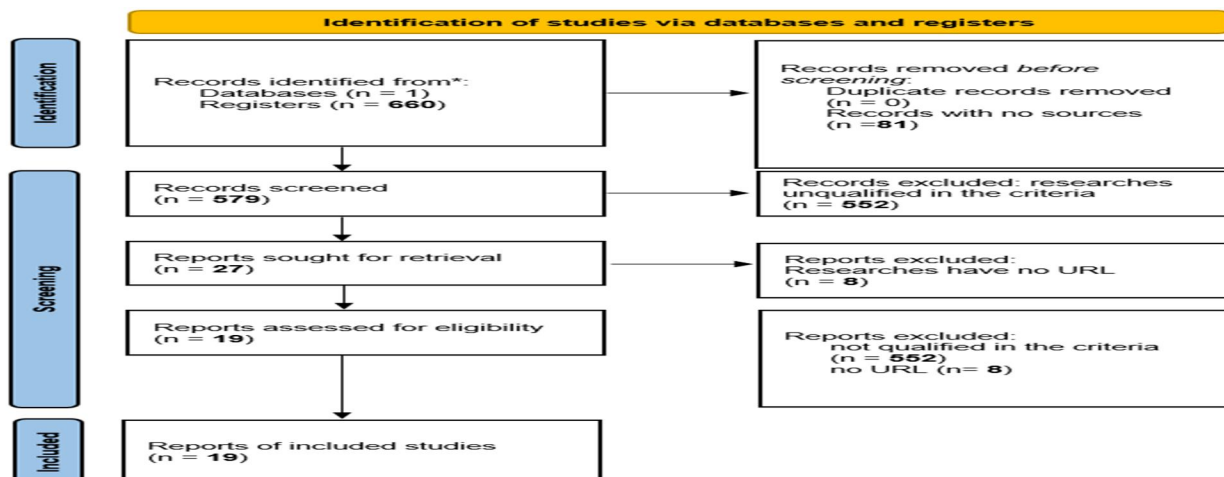 Identification of studies via databases and registers
Identification
Records identified from*:
Databases (n = 1)
Registers (n = 660)
Records removed before
screening:
Duplicate records removed
(n = 0)
Records with no sources
(n =81)
Screening
Records screened
(n = 579)
Records excluded: researches
unqualified in the criteria
(n = 552)
Reports sought for retrieval
(n = 27)
Reports excluded:
Researches have no URL
(n = 8)
Reports assessed for eligibility
(n = 19)
Reports excluded:
not qualified in the criteria
(n = 552)
no URL (n= 8)
Included
Reports of included studies
(n = 19)